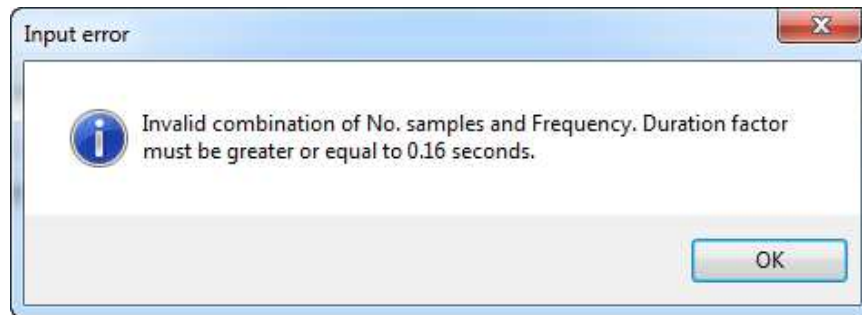 Input error
Invalid combination of No. samples and Frequency. Duration factor
must be greater or equal to 0.16 seconds.
OK